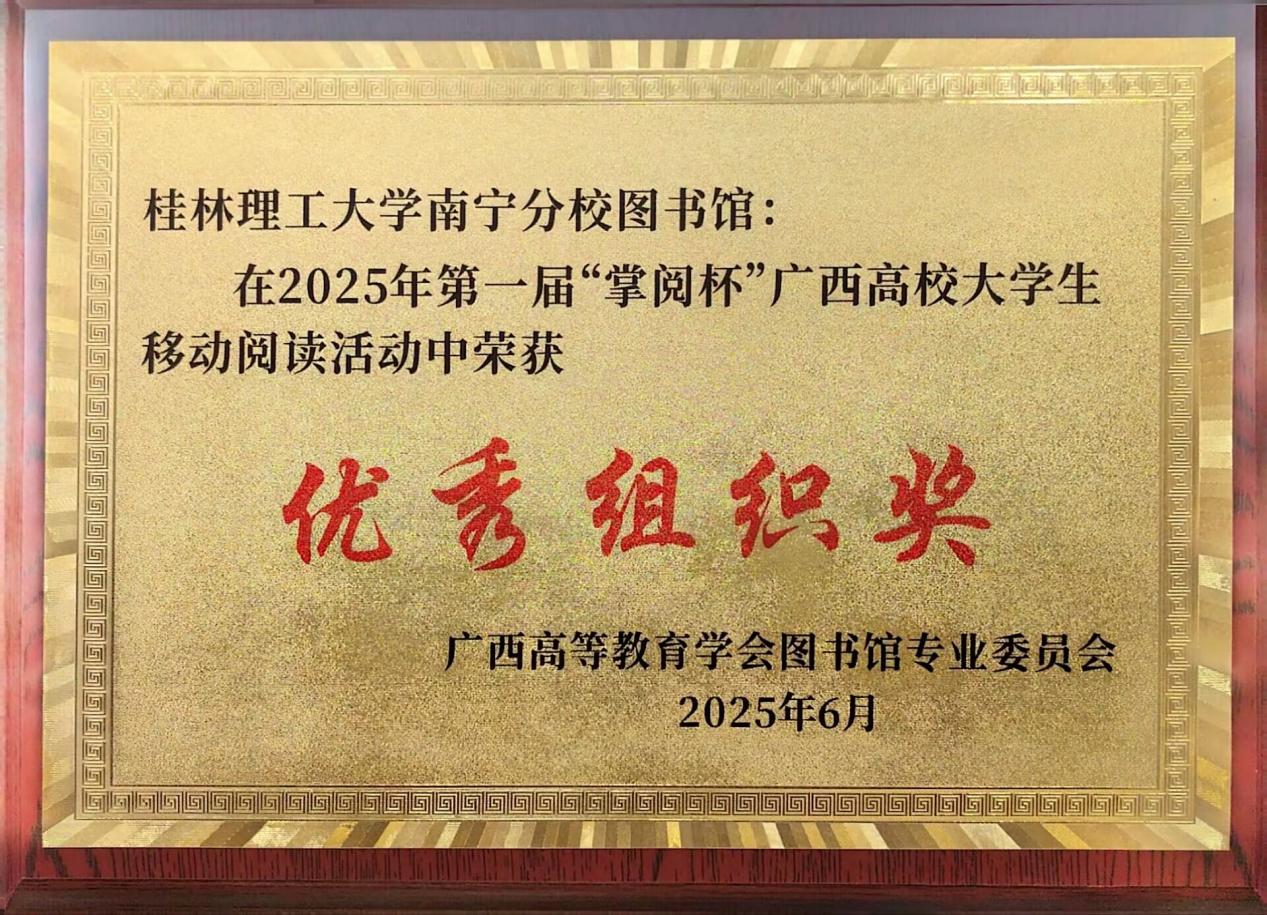 桂林理工大学南宁分校图书馆：
在2025年第一届“掌阅杯”广西高校大学生
移动阅读活动中荣获
优秀组织奖
广西高等教育学会图书馆专业委员会
2025年6月